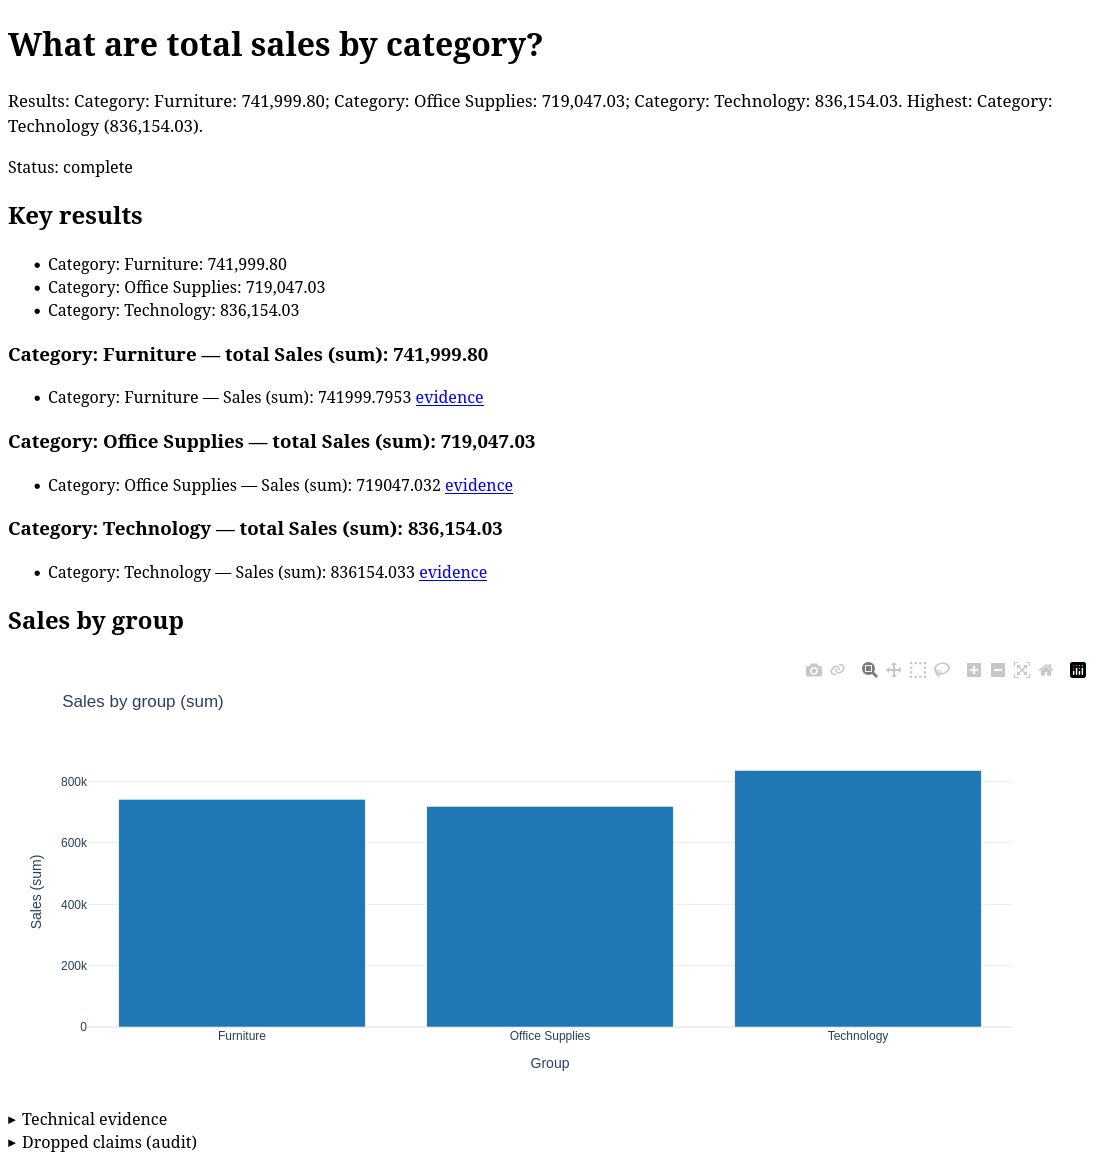 What are total sales by category?
Results: Category: Furniture: 741,999.80; Category: Office Supplies: 719,047.03; Category: Technology: 836,154.03. Highest: Category:
Technology (836,154.03).
Status: complete
Key results
• Category: Furniture: 741,999.80
• Category: Office Supplies: 719,047.03
• Category: Technology: 836,154.03
Category: Furniture — total Sales (sum): 741,999.80
• Category: Furniture — Sales (sum): 741999.7953 evidence
Category: Office Supplies — total Sales (sum): 719,047.03
• Category: Office Supplies — Sales (sum): 719047.032 evidence
Category: Technology — total Sales (sum): 836,154.03
• Category: Technology — Sales (sum): 836154.033 evidence
Sales by group
Sales by group (sum)
800k
600k
400k
200k
0
Sales (sum)
Furniture
Office Supplies
Technology
Group
▸ Technical evidence
▸ Dropped claims (audit)